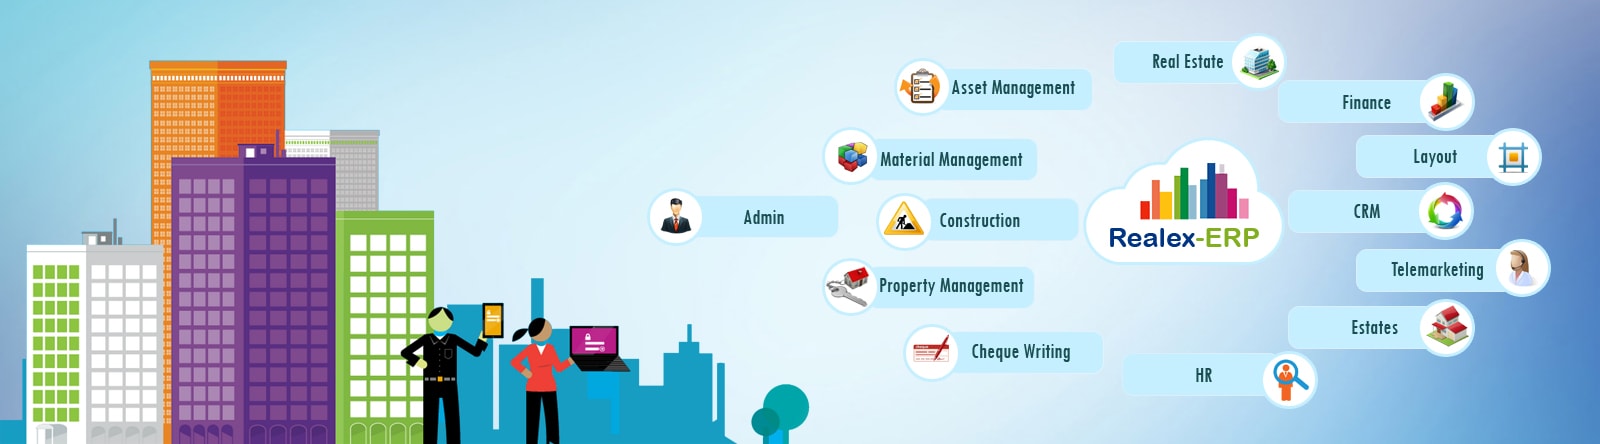 Real Estate
Asset Management
Finance
Material Management
Layout
Admin
Construction
CRM
Realex-ERP
Property Management
Telemarketing
Estates
Cheque Writing
HR